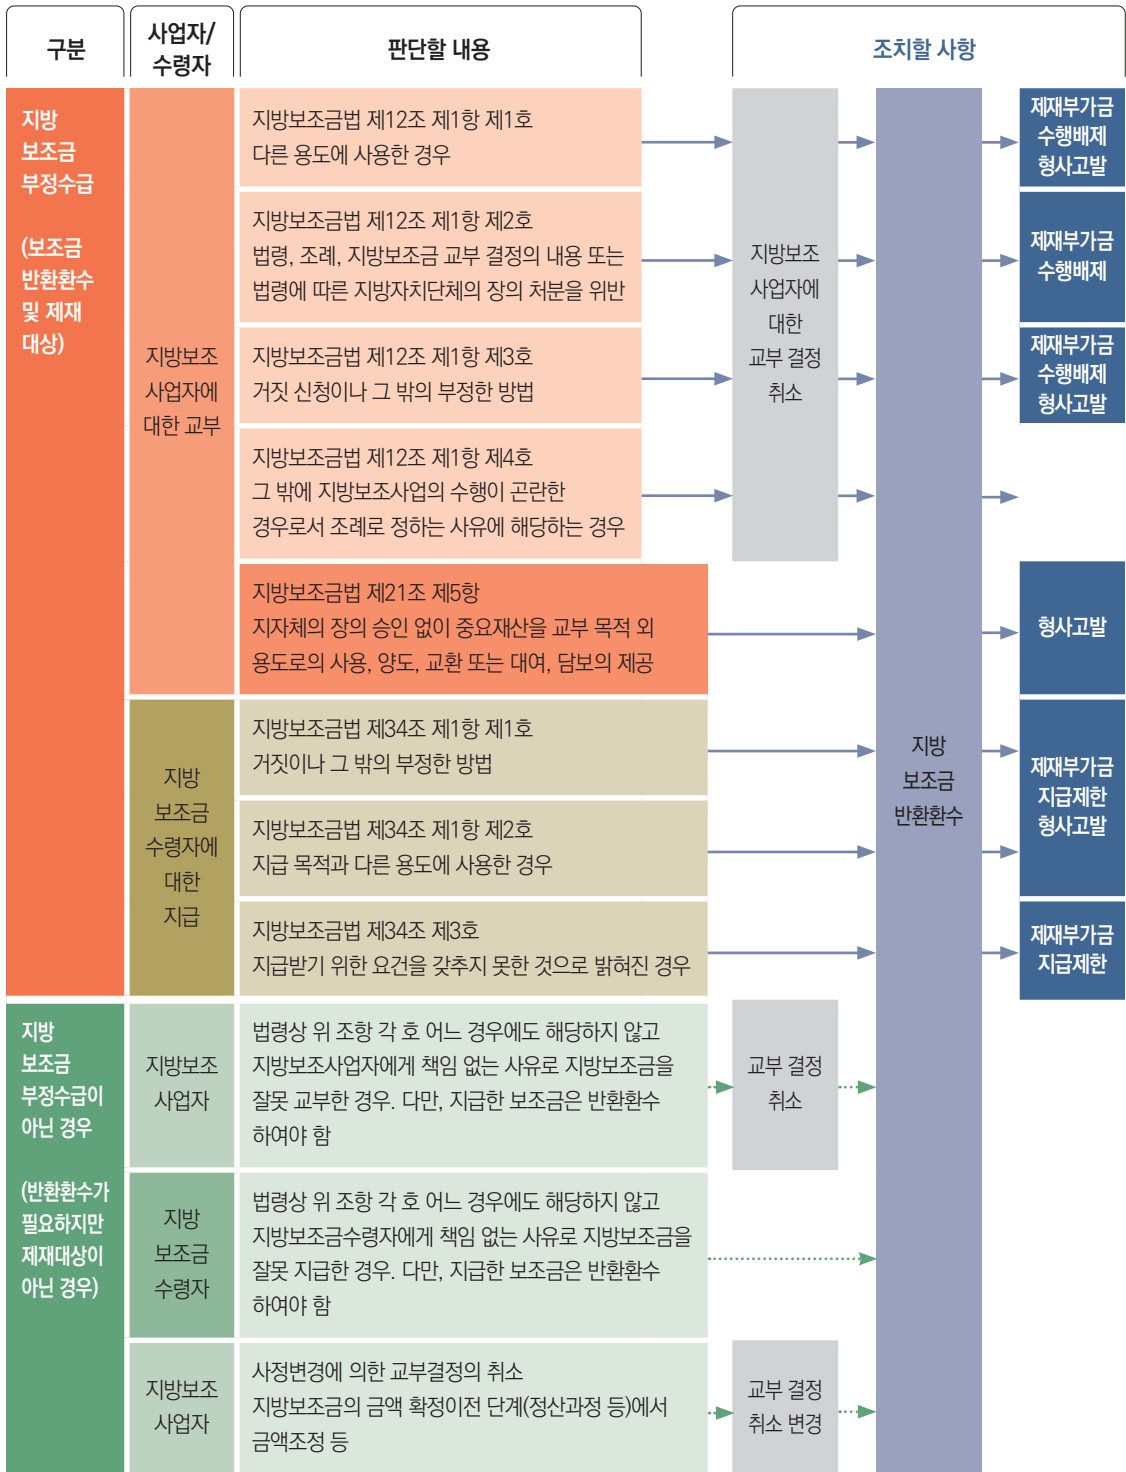 구분
사업자/
수령자
판단할 내용
조치할 사항
지방
보조금
부정수급
(보조금
반환환수
및 제재
대상)
지방보조
사업자에
대한 교부
지방보조금법 제12조 제1항 제1호
다른 용도에 사용한 경우
지방보조금법 제12조 제1항 제2호
법령, 조례, 지방보조금 교부 결정의 내용 또는
법령에 따른 지방자치단체의 장의 처분을 위반
지방보조금법 제12조 제1항 제3호
거짓 신청이나 그 밖의 부정한 방법
지방보조금법 제12조 제1항 제4호
그 밖에 지방보조사업의 수행이 곤란한
경우로서 조례로 정하는 사유에 해당하는 경우
지방보조
사업자에
대한
교부 결정
취소
제재부가금
수행배제
형사고발
제재부가금
수행배제
제재부가금
수행배제
형사고발
지방보조금법 제21조 제5항
지자체의 장의 승인 없이 중요재산을 교부 목적 외
용도로의 사용, 양도, 교환 또는 대여, 담보의 제공
형사고발
지방
보조금
수령자에
대한
지급
지방보조금법 제34조 제1항 제1호
거짓이나 그 밖의 부정한 방법
지방보조금법 제34조 제1항 제2호
지급 목적과 다른 용도에 사용한 경우
지방보조금법 제34조 제3호
지급받기 위한 요건을 갖추지 못한 것으로 밝혀진 경우
지방
보조금
반환환수
제재부가금
지급제한
형사고발
제재부가금
지급제한
지방
보조금
부정수급이
아닌 경우
(반환환수가
필요하지만
제재대상이
아닌 경우)
지방보조
사업자
법령상 위 조항 각 호 어느 경우에도 해당하지 않고
지방보조사업자에게 책임 없는 사유로 지방보조금을
잘못 교부한 경우. 다만, 지급한 보조금은 반환환수
하여야 함
교부 결정
취소
지방
보조금
수령자
법령상 위 조항 각 호 어느 경우에도 해당하지 않고
지방보조금수령자에게 책임 없는 사유로 지방보조금을
잘못 지급한 경우. 다만, 지급한 보조금은 반환환수
하여야 함
지방보조
사업자
사정변경에 의한 교부결정의 취소
지방보조금의 금액 확정이전 단계(정산과정 등)에서
금액조정 등
교부 결정
취소 변경